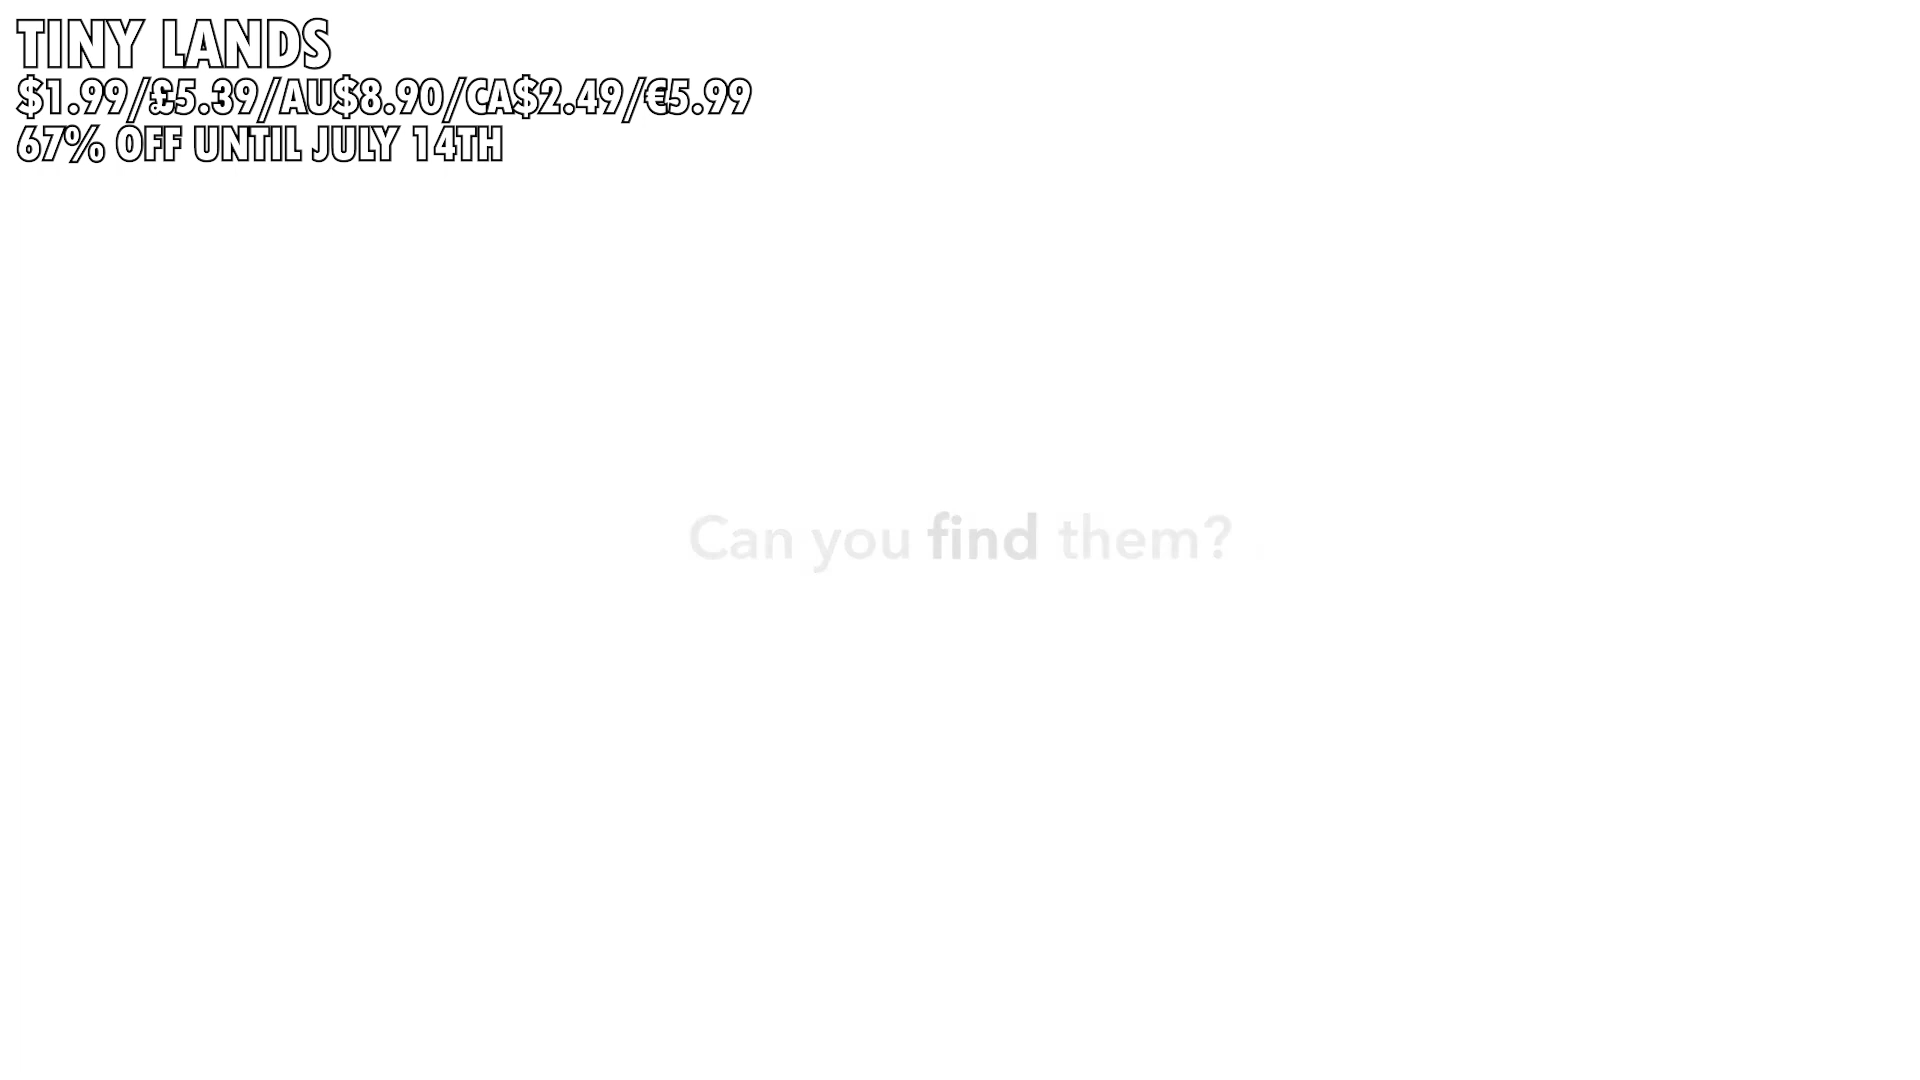 TINY LANDS
$1.99/£5.39/AU$8.90/CA$2.49/€5.99
67% OFF UNTIL JULY 14TH
Can you find them?